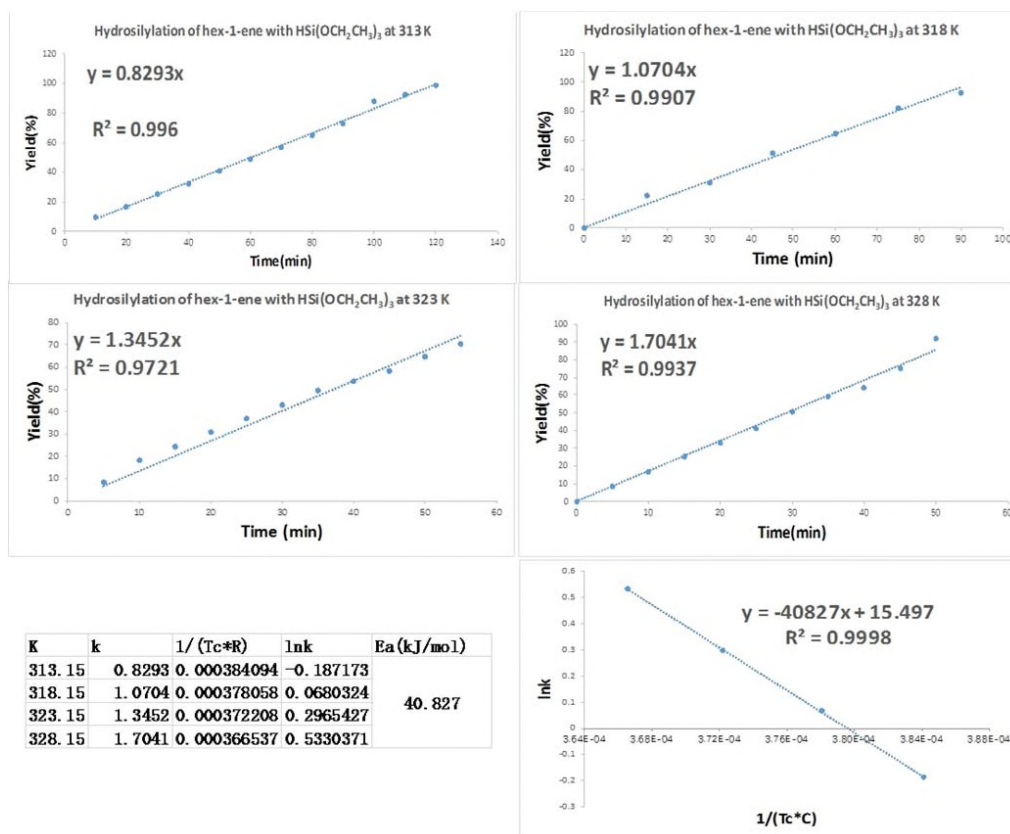 Hydrosilylation of hex-1-ene with HSi(OCH₂CH₃)₃ at 313 K
y = 0.8293x
R² = 0.996
Yield(%)
120
100
80
60
40
20
0
0 20 40 60 80 100 120 140
Time(min)
Hydrosilylation of hex-1-ene with HSi(OCH₂CH₃)₃ at 318 K
y = 1.0704x
R² = 0.9907
Yield(%)
120
100
80
60
40
20
0
0 10 20 30 40 50 60 70 80 90 100
Time (min)
Hydrosilylation of hex-1-ene with HSi(OCH₂CH₃)₃ at 323 K
y = 1.3452x
R² = 0.9721
Yield(%)
80
70
60
50
40
30
20
10
0
0 10 20 30 40 50 60
Time (min)
Hydrosilylation of hex-1-ene with HSi(OCH₂CH₃)₃ at 328 K
y = 1.7041x
R² = 0.9937
Yield(%)
100
90
80
70
60
50
40
30
20
10
0
0 10 20 30 40 50 60
Time(min)
K k 1/(Tc*R) lnk Ea(kJ/mol)
313.15 0.8293 0.000384094 -0.187173
318.15 1.0704 0.000378058 0.0680324
40.827
323.15 1.3452 0.000372208 0.2965427
328.15 1.7041 0.000366537 0.5330371
y = -40827x + 15.497
R² = 0.9998
lnk
0.6
0.5
0.4
0.3
0.2
0.1
0
-0.1
-0.2
-0.3
3.64E-04 3.68E-04 3.72E-04 3.76E-04 3.80E-04 3.84E-04 3.88E-04
1/(Tc*C)